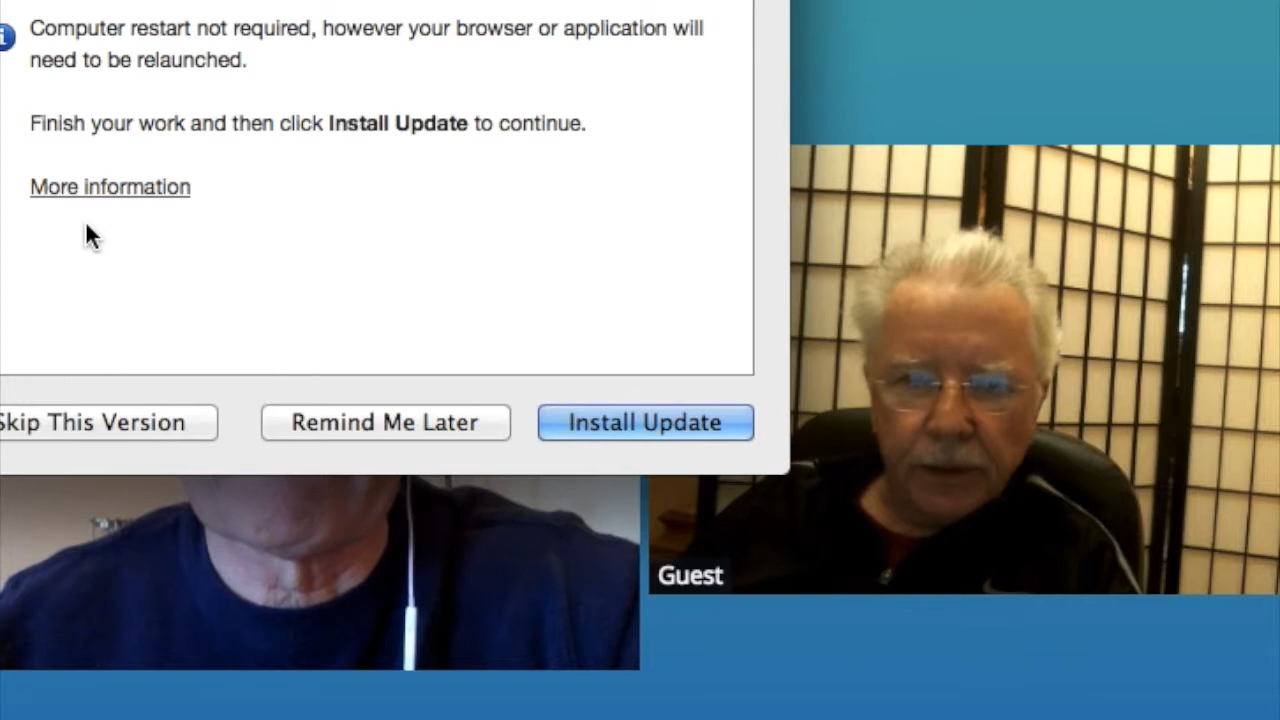 Computer restart not required, however your browser or application will
need to be relaunched.
Finish your work and then click Install Update to continue.
More information
Skip This Version
Remind Me Later
Install Update
Guest